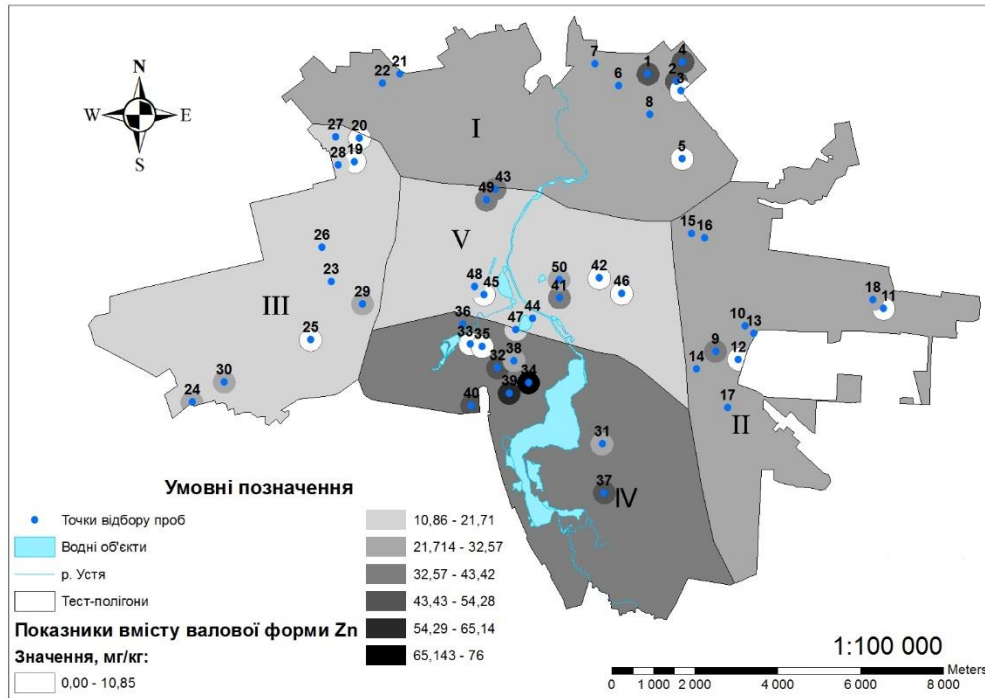 N
W E
S
21
22
7
6
4
1
2
3
8
5
27
20
28
19
I
43
49
15
16
26
23
29
V
48
45
50
41
42
46
18
11
III
25
36
33
35
47
44
10
13
9
12
14
30
24
32
38
39
34
40
17
II
31
37
IV
Умовні позначення
Точки відбору проб
Водні об'єкти
р. Устя
Тест-полігони
Показники вмісту валової форми Zn
Значення, мг/кг:
0,00 - 10,85
10,86 - 21,71
21,714 - 32,57
32,57 - 43,42
43,43 - 54,28
54,29 - 65,14
65,143 - 76
1:100 000
Meters
0 1 000 2 000 4 000 6 000 8 000